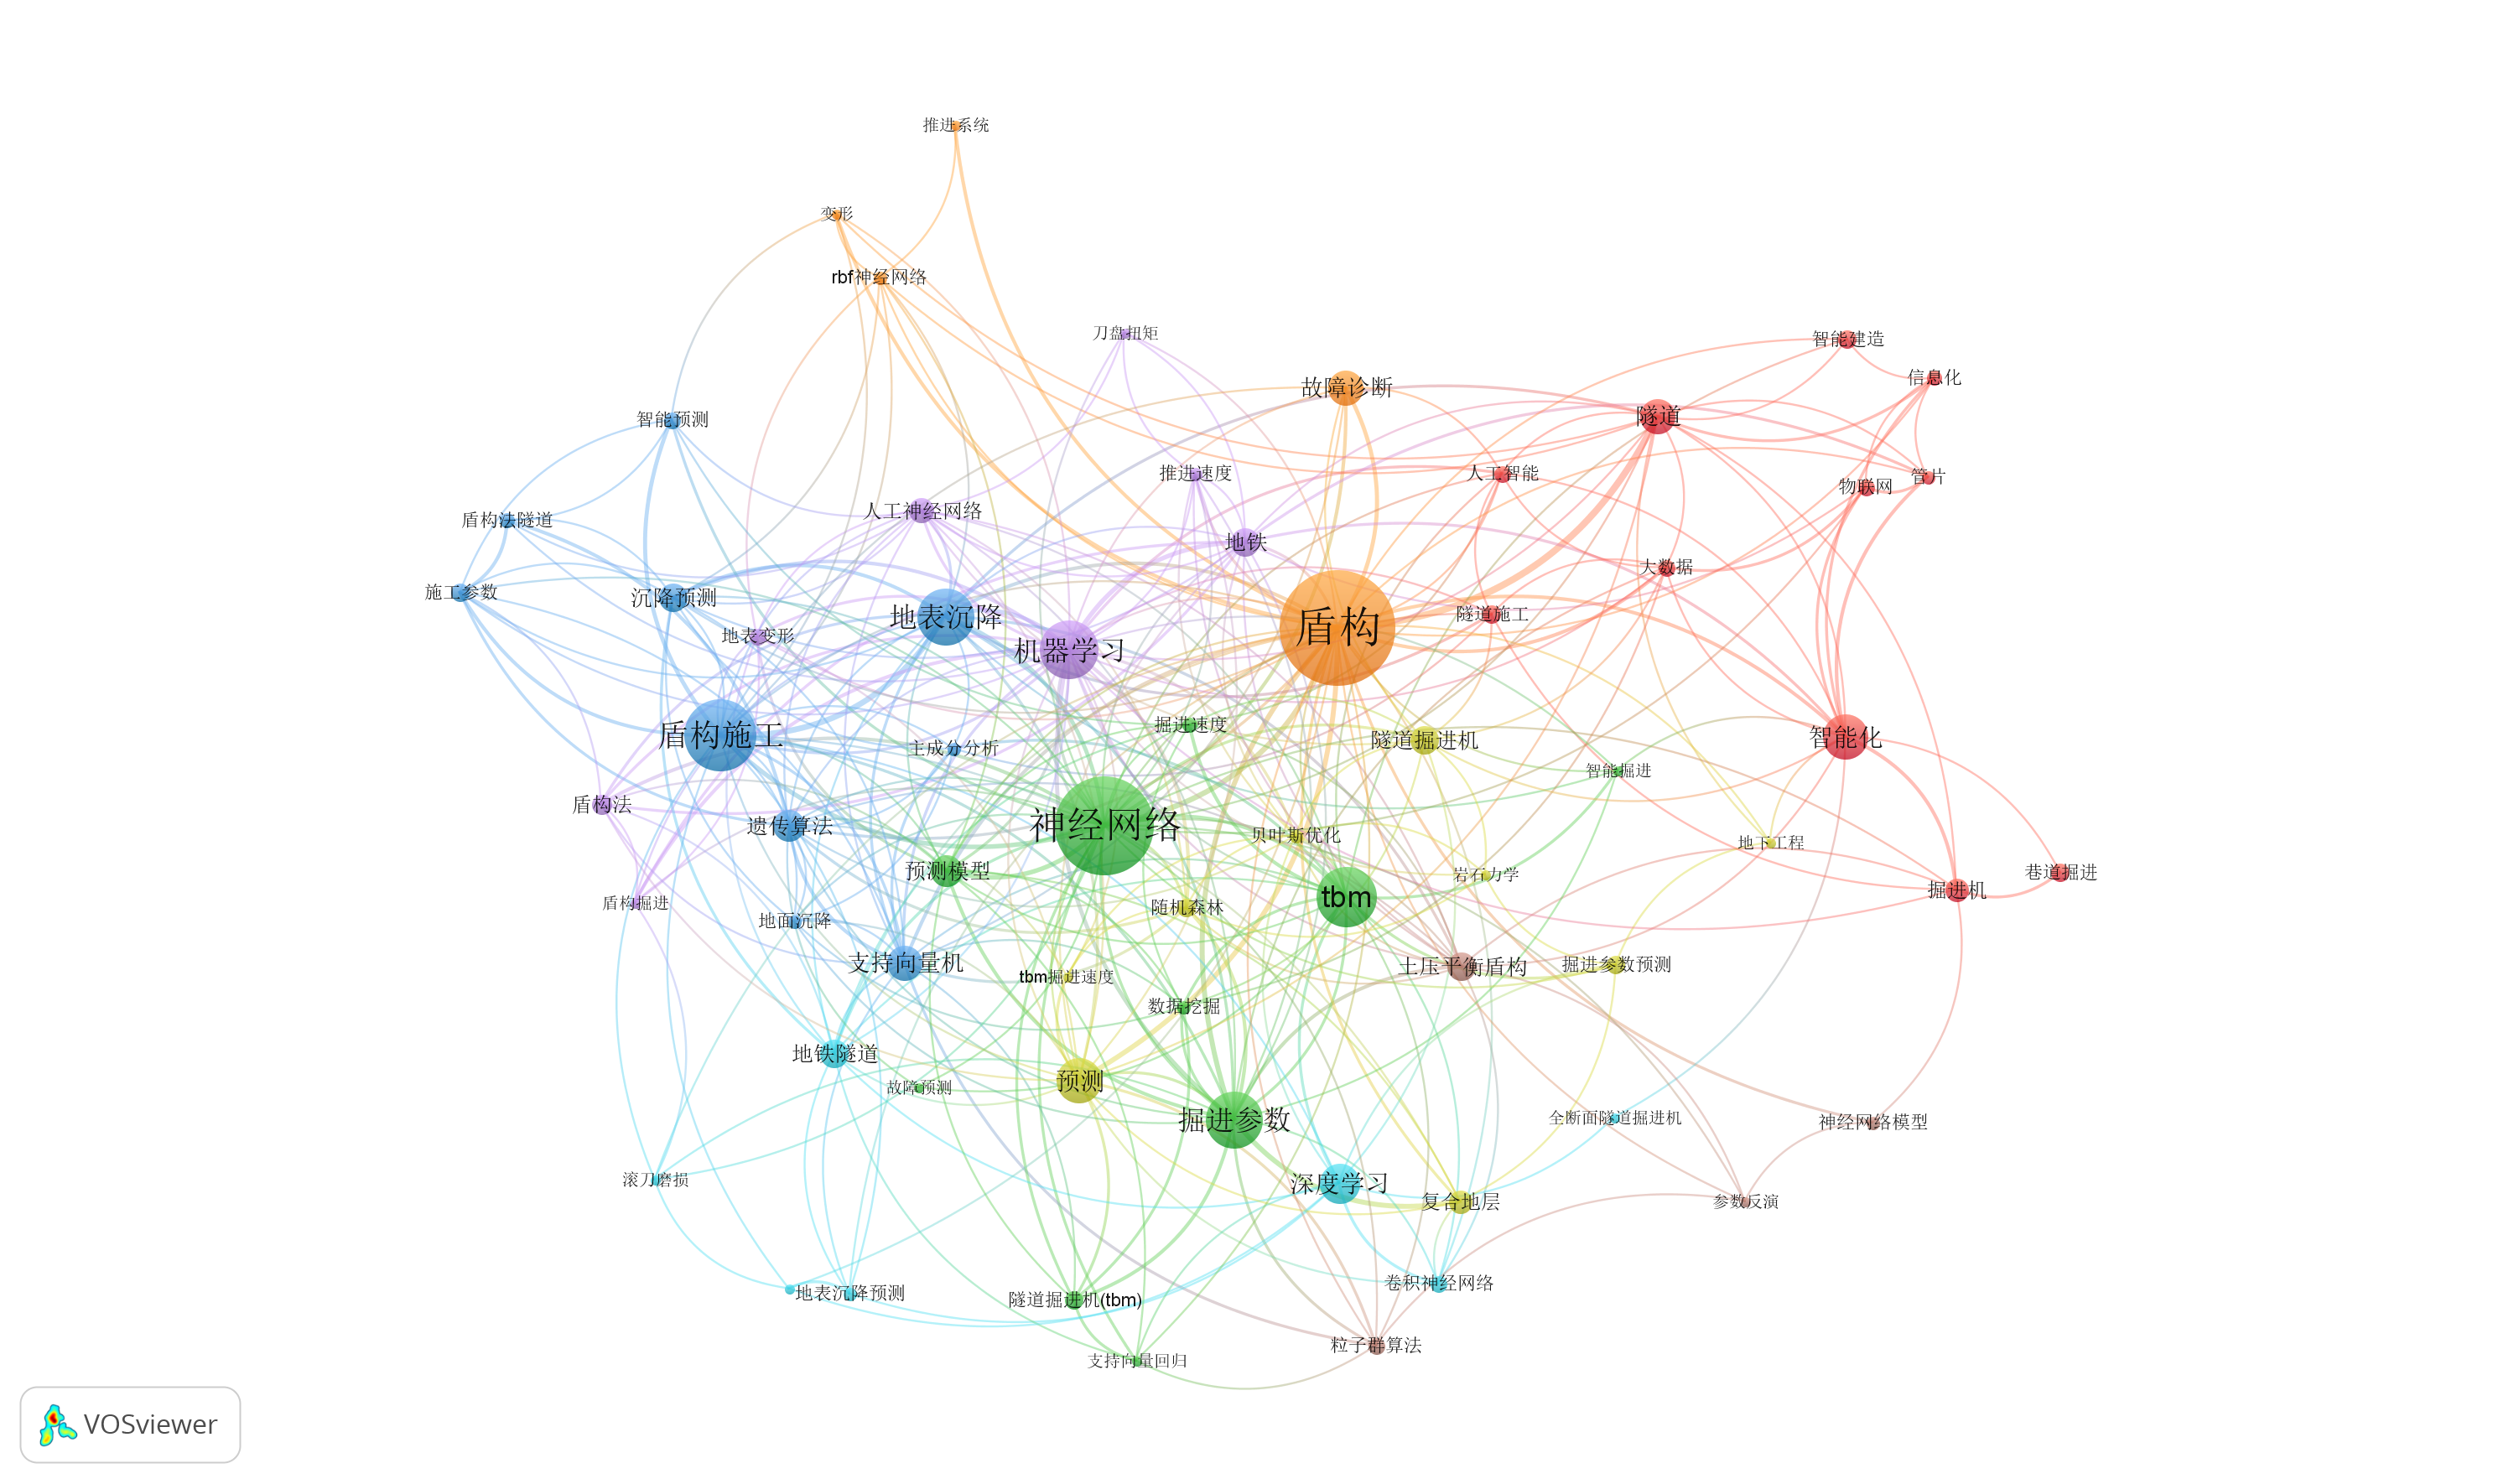 推进系统
变形
rbf神经网络
刀盘扭矩
智能建造
信息化
故障诊断
隧道
智能预测
推进速度
人工智能
物联网
管片
盾构法隧道
人工神经网络
地铁
大数据
施工参数
沉降预测
地表变形
地表沉降
机器学习
盾构
隧道施工
盾构施工
主成分分析
掘进速度
隧道掘进机
智能掘进
智能化
盾构法
遗传算法
神经网络
贝叶斯优化
地下工程
预测模型
岩石力学
巷道掘进
掘进机
盾构掘进
地面沉降
随机森林
tbm
支持向量机
tbm掘进速度
土压平衡盾构
掘进参数预测
数据挖掘
地铁隧道
故障预测
预测
掘进参数
全断面隧道掘进机
神经网络模型
滚刀磨损
深度学习
复合地层
参数反演
地表沉降预测
隧道掘进机(tbm)
卷积神经网络
支持向量回归
粒子群算法
VOSviewer